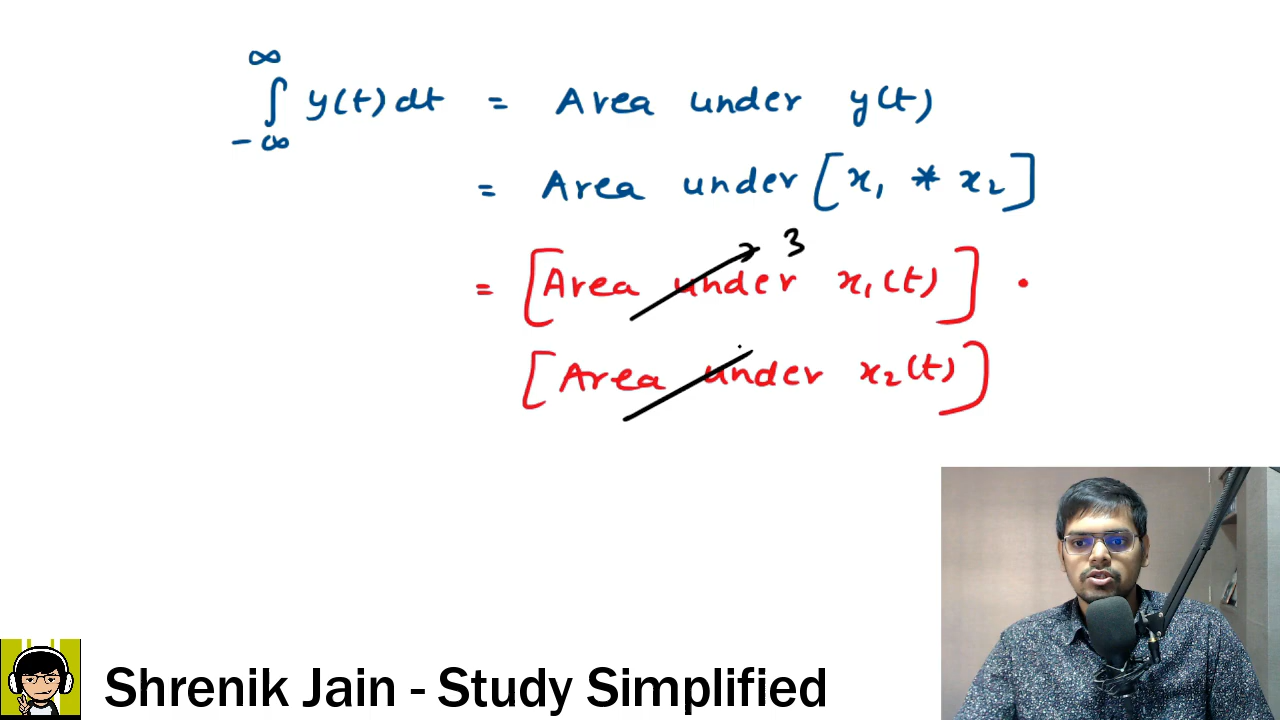 ∞
∫ y(t) dt = Area under y(t)
-∞
= Area under [x₁ * x₂]
3
= [Area under x₁(t)] •
[Area under x₂(t)]
Shrenik Jain - Study Simplified